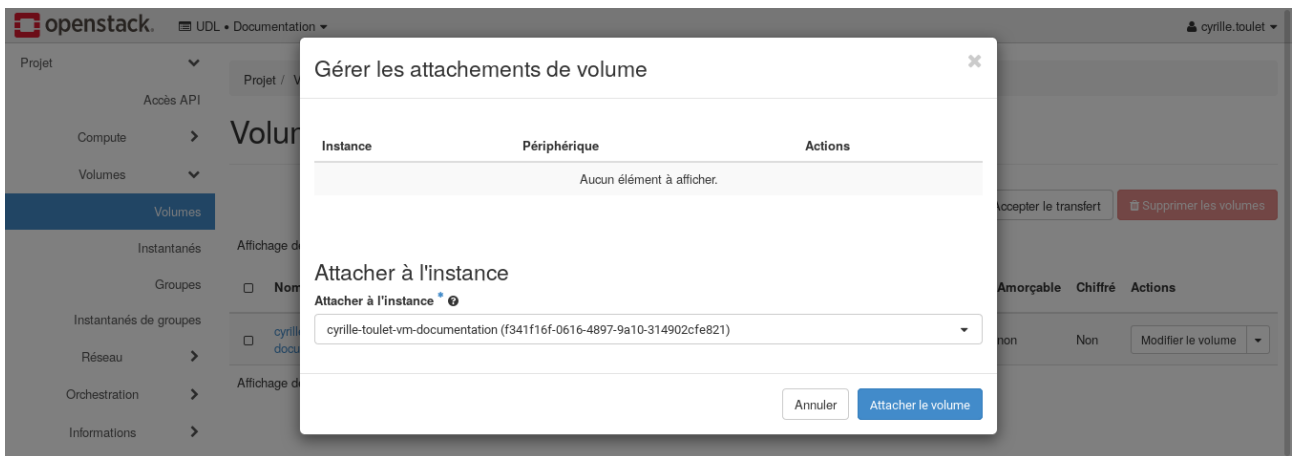 openstack. UDL • Documentation cyrille.toulet
Projet
Accès API
Compute
Volumes
Volumes
Instantanés
Groupes
Instantanés de groupes
Réseau
Orchestration
Informations
Projet /
Gérer les attachements de volume ×
Instance Périphérique Actions
Aucun élément à afficher.
Accepter le transfert Supprimer les volumes
Affichage
Attacher à l'instance
Attacher à l'instance *
cyrille-toulet-vm-documentation (f341f16f-0616-4897-9a10-314902cfe821)
Amorçable Chiffré Actions
non Non Modifier le volume
Affichage
Annuler Attacher le volume